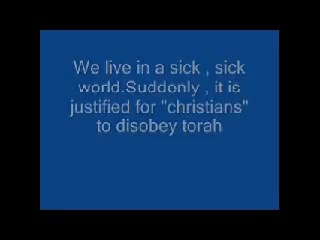 We live in a sick , sick
world.Suddenly , it is
justified for "christians"
to disobey torah